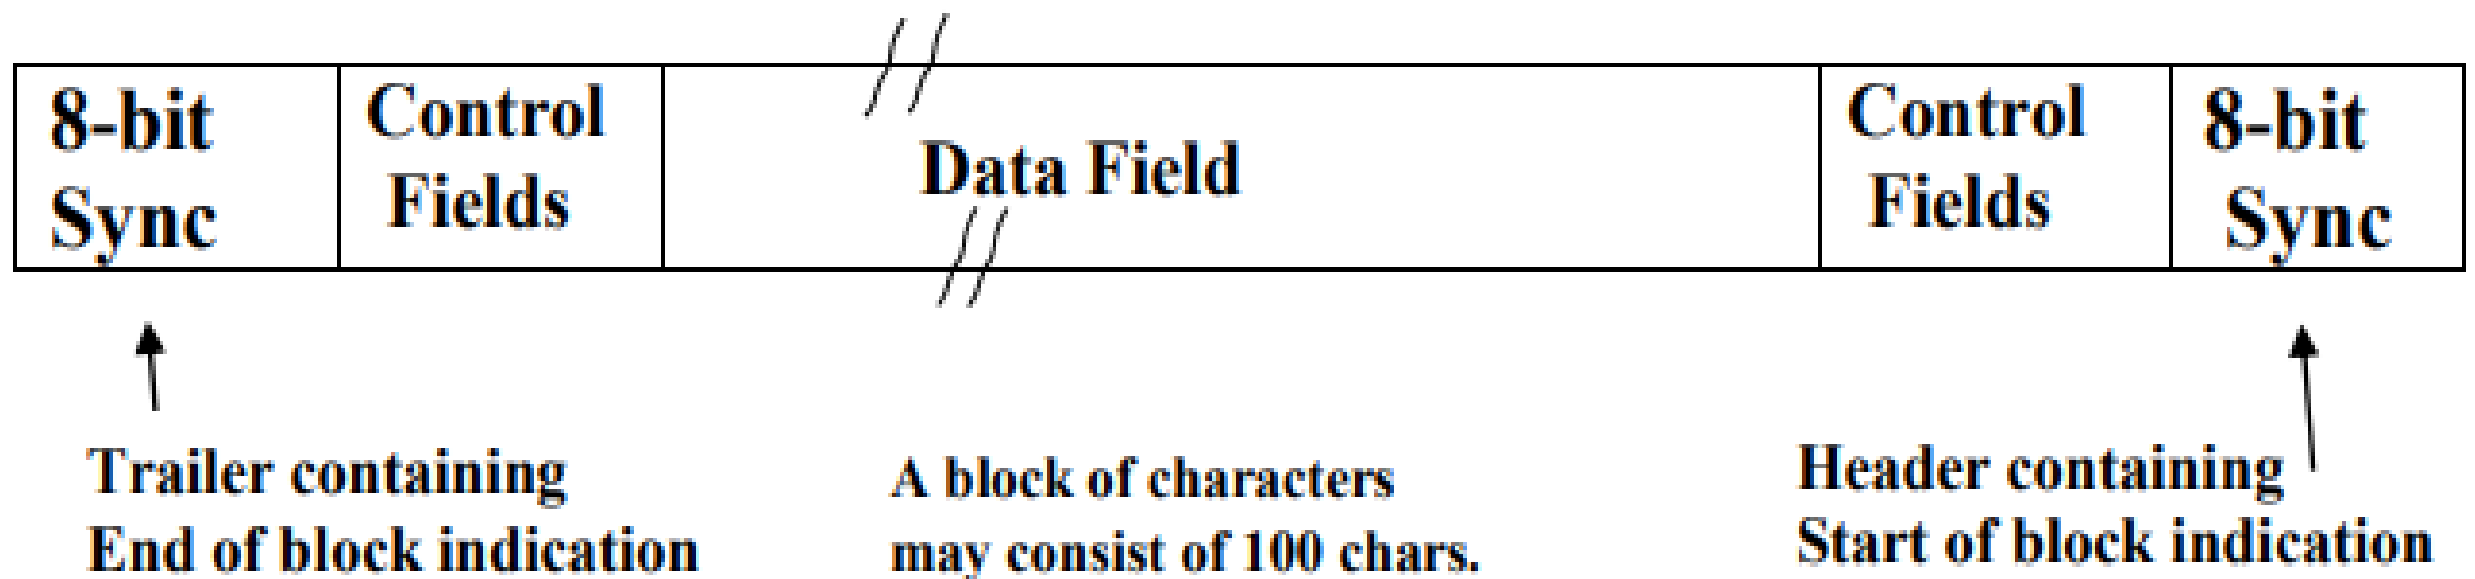 8-bit
Sync
Control
Fields
Data Field
Control
Fields
8-bit
Sync
Trailer containing
End of block indication
A block of characters
may consist of 100 chars.
Header containing
Start of block indication